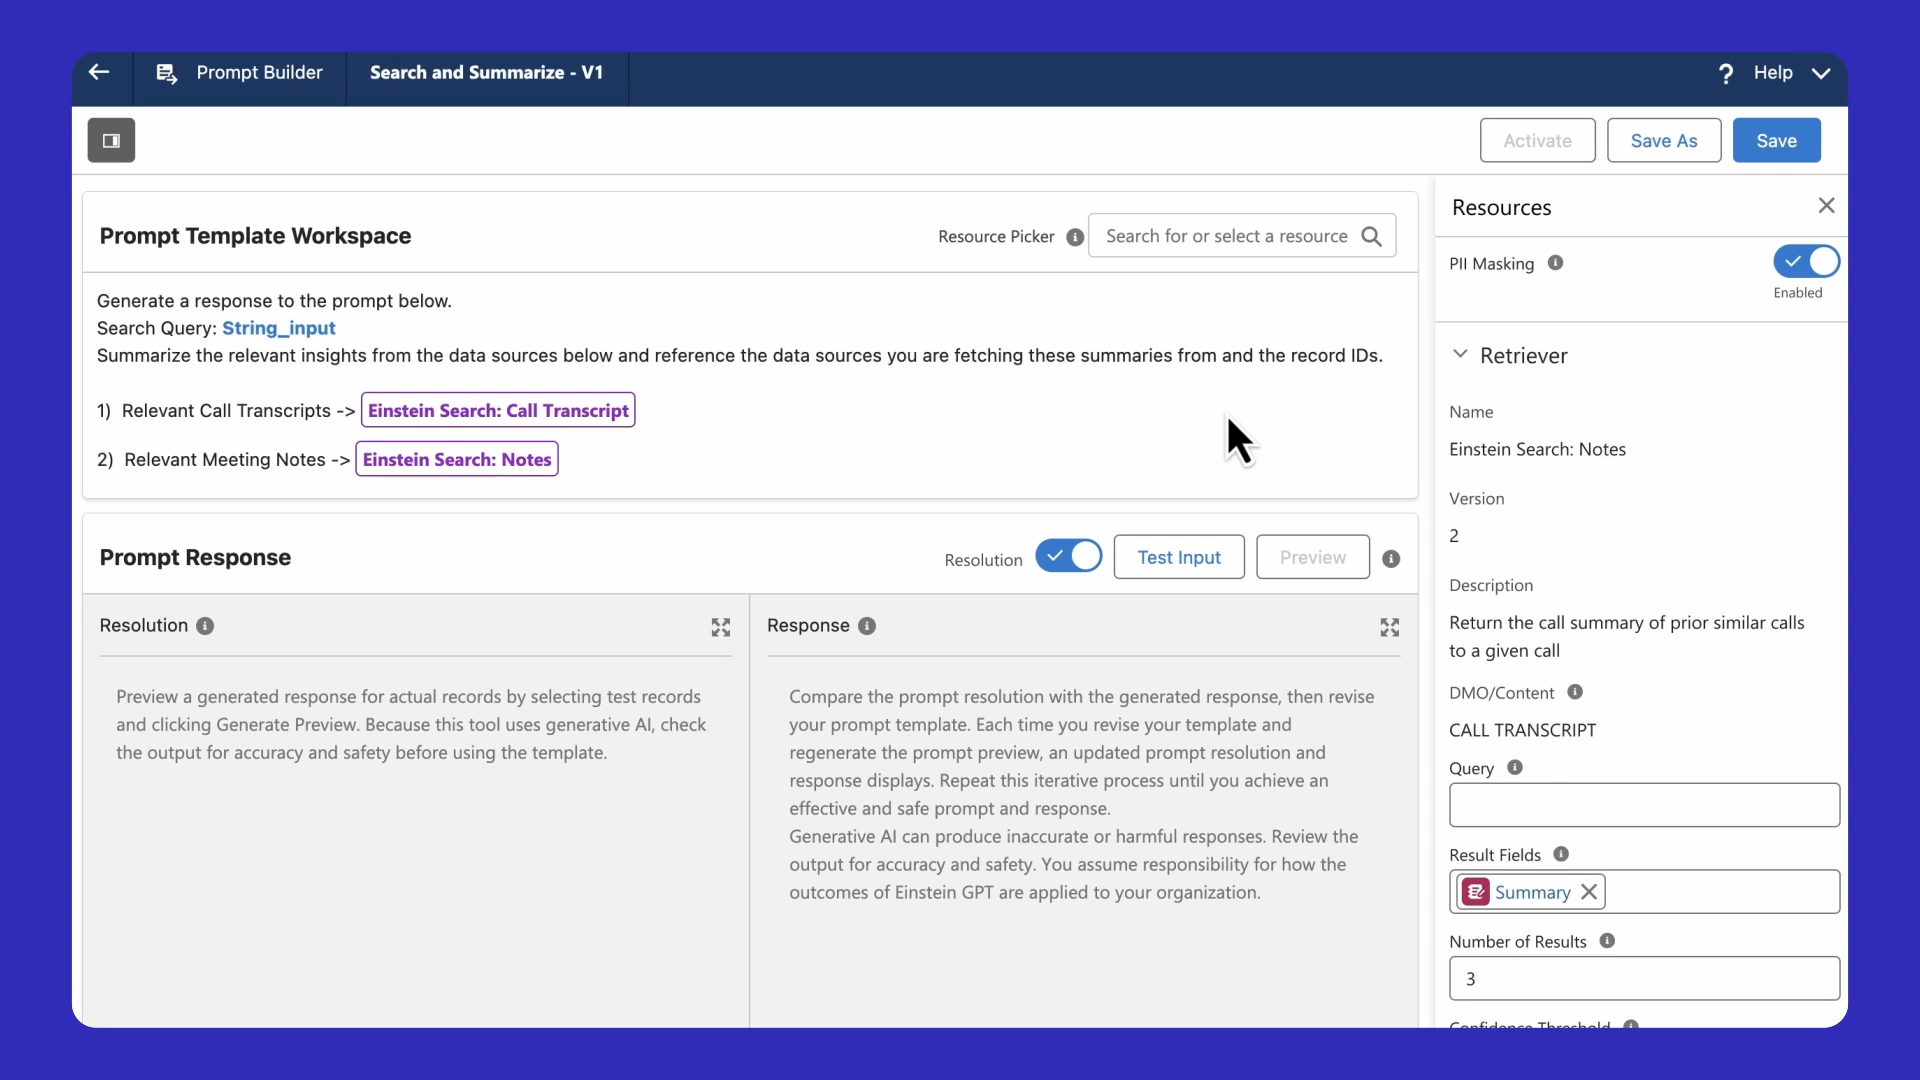 Prompt Builder
Search and Summarize - V1
? Help
Activate
Save As
Save
Prompt Template Workspace
Resource Picker
Search for or select a resource
Generate a response to the prompt below.
Search Query: String_input
Summarize the relevant insights from the data sources below and reference the data sources you are fetching these summaries from and the record IDs.
1) Relevant Call Transcripts -> Einstein Search: Call Transcript
2) Relevant Meeting Notes -> Einstein Search: Notes
Prompt Response
Resolution
Test Input
Preview
Resolution
Preview a generated response for actual records by selecting test records
and clicking Generate Preview. Because this tool uses generative AI, check
the output for accuracy and safety before using the template.
Response
Compare the prompt resolution with the generated response, then revise
your prompt template. Each time you revise your template and
regenerate the prompt preview, an updated prompt resolution and
response displays. Repeat this iterative process until you achieve an
effective and safe prompt and response.
Generative AI can produce inaccurate or harmful responses. Review the
output for accuracy and safety. You assume responsibility for how the
outcomes of Einstein GPT are applied to your organization.
Resources
PII Masking
Enabled
Retriever
Name
Einstein Search: Notes
Version
2
Description
Return the call summary of prior similar calls
to a given call
DMO/Content
CALL TRANSCRIPT
Query
Result Fields
Summary
Number of Results
3
Confidence Threshold